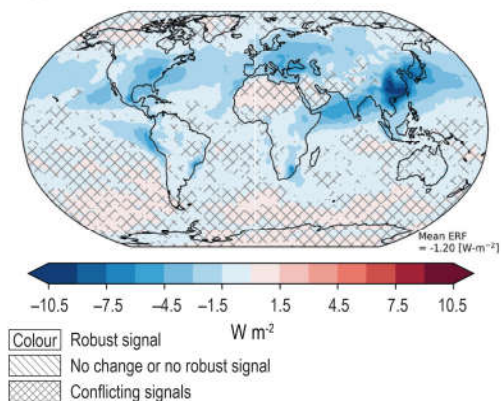 Mean ERF
= -1.20 [W-m⁻²]
−10.5 −7.5 −4.5 −1.5 1.5 4.5 7.5 10.5
W m⁻²
Colour Robust signal
No change or no robust signal
Conflicting signals